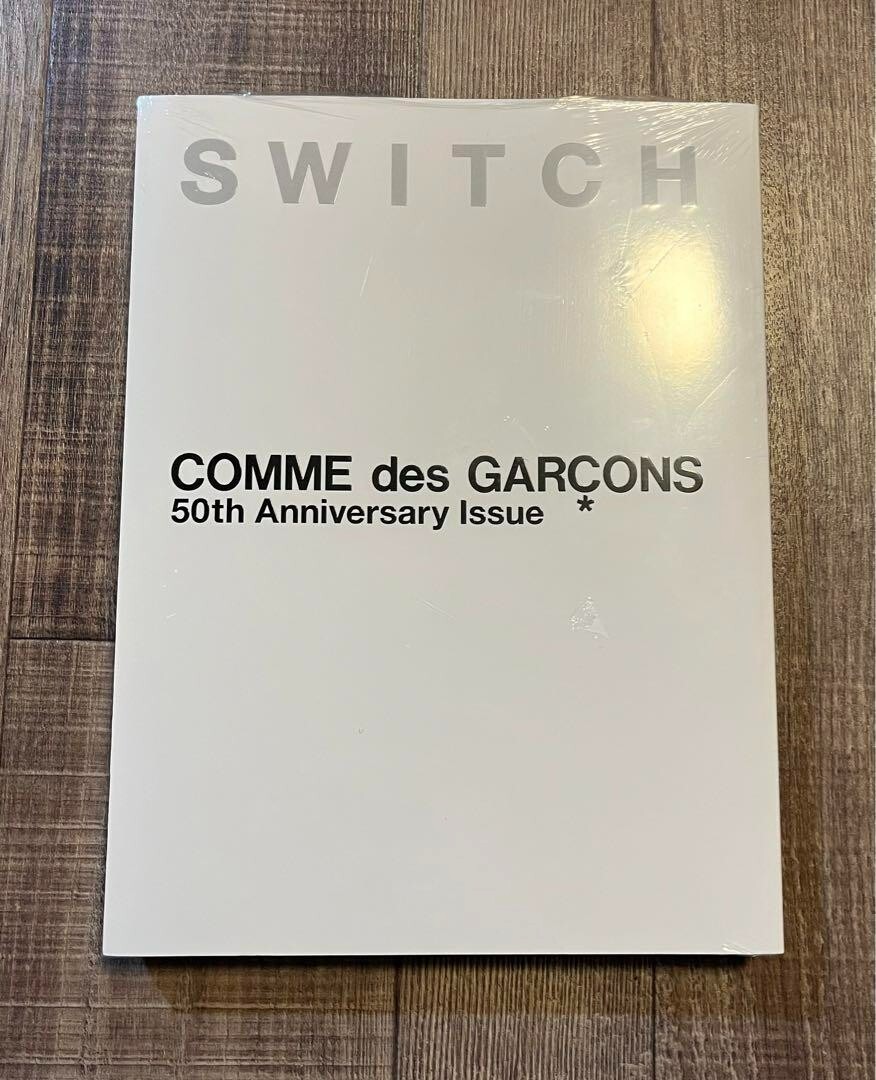 SWITCH
COMME des GARÇONS
50th Anniversary Issue *